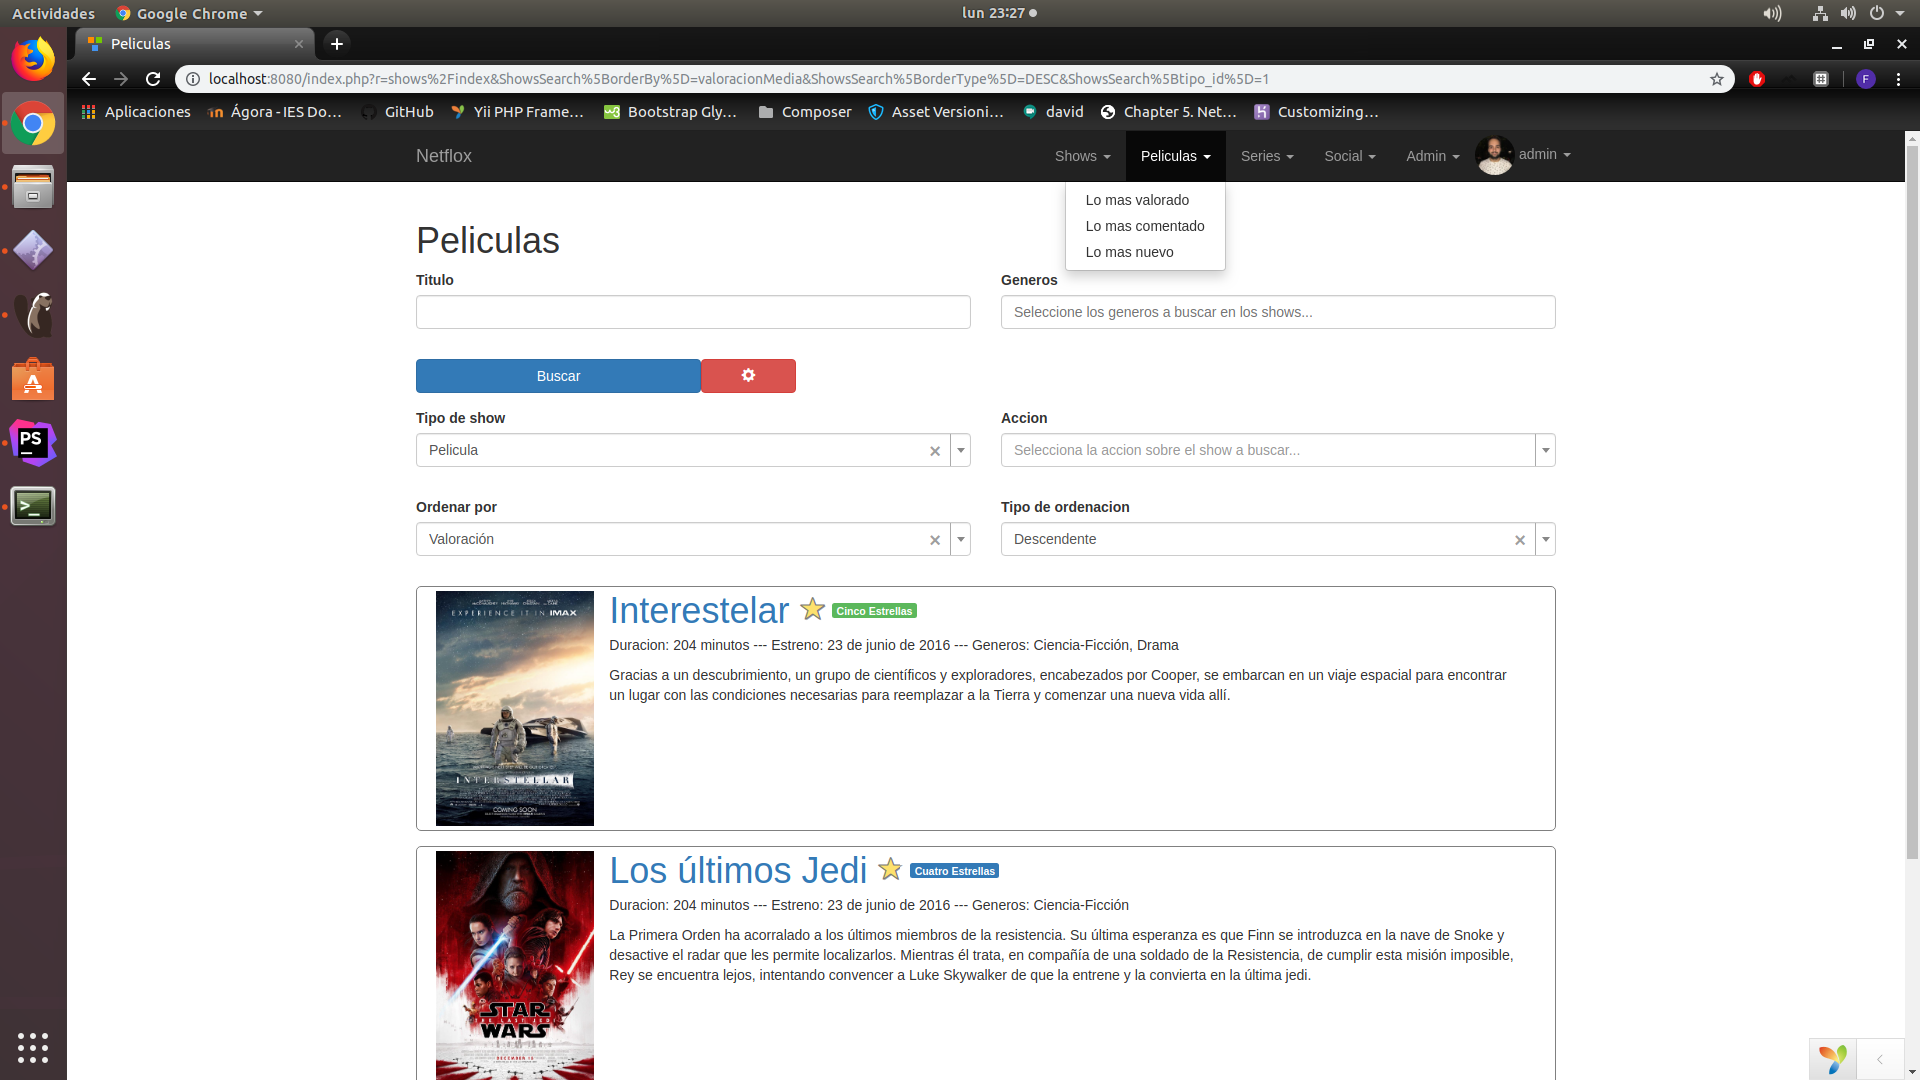 Actividades
Google Chrome
lun 23:27
Peliculas
localhost:8080/index.php?r=shows%2Findex&ShowsSearch%5BorderBy%5D=valoracionMedia&ShowsSearch%5BorderType%5D=DESC&ShowsSearch%5Btipo_id%5D=1
F
Aplicaciones
Ágora - IES Do...
GitHub
Yii PHP Frame...
Bootstrap Gly...
Composer
Asset Versioni...
david
Chapter 5. Net...
Customizing...
Netflox
Shows
Peliculas
Series
Social
Admin
admin
Lo mas valorado
Lo mas comentado
Lo mas nuevo
Peliculas
Titulo
Generos
Seleccione los generos a buscar en los shows...
Buscar
Tipo de show
Accion
Pelicula
Selecciona la accion sobre el show a buscar...
Ordenar por
Tipo de ordenacion
Valoración
Descendente
EXPERIENCE IT IN IMAX
INTERSTELLAR
COMING SOON
Interestelar
Cinco Estrellas
Duracion: 204 minutos --- Estreno: 23 de junio de 2016 --- Generos: Ciencia-Ficción, Drama
Gracias a un descubrimiento, un grupo de científicos y exploradores, encabezados por Cooper, se embarcan en un viaje espacial para encontrar
un lugar con las condiciones necesarias para reemplazar a la Tierra y comenzar una nueva vida allí.
STAR
THE LAST JEDI
WARS
Los últimos Jedi
Cuatro Estrellas
Duracion: 204 minutos --- Estreno: 23 de junio de 2016 --- Generos: Ciencia-Ficción
La Primera Orden ha acorralado a los últimos miembros de la resistencia. Su última esperanza es que Finn se introduzca en la nave de Snoke y
desactive el radar que les permite localizarlos. Mientras él trata, en compañía de una soldado de la Resistencia, de cumplir esta misión imposible,
Rey se encuentra lejos, intentando convencer a Luke Skywalker de que la entrene y la convierta en la última jedi.
PS